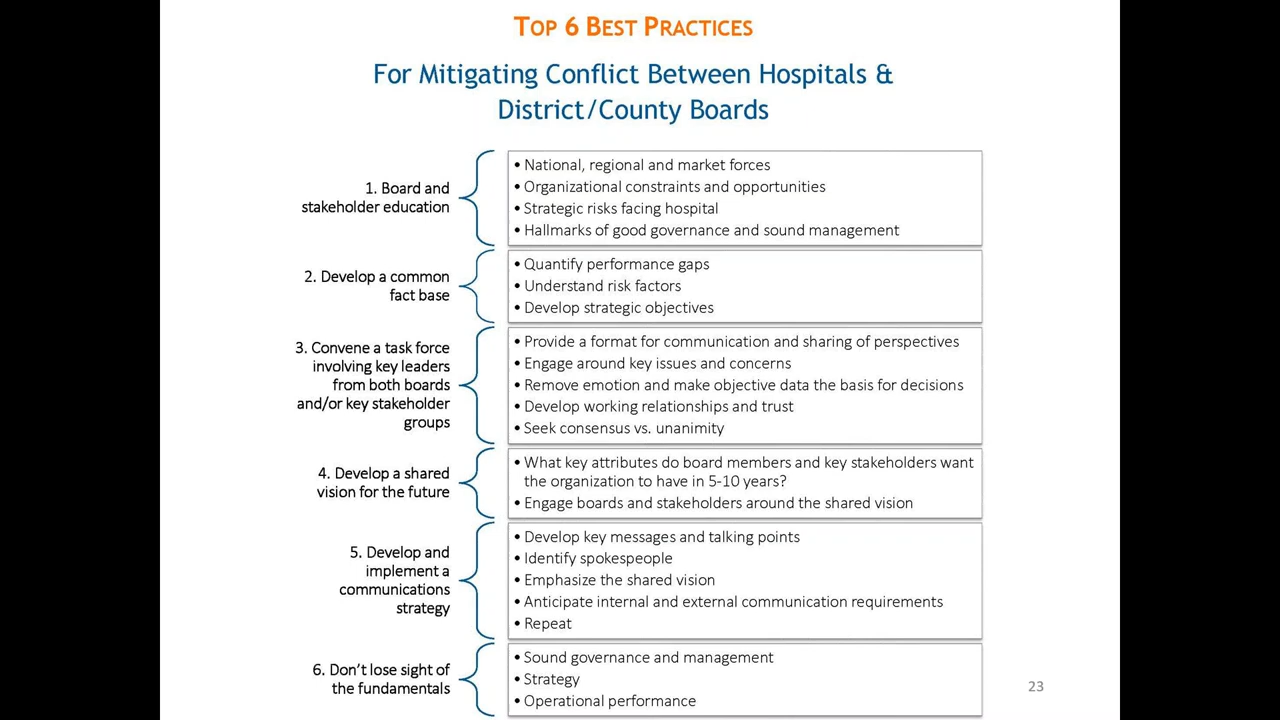 TOP 6 BEST PRACTICES
For Mitigating Conflict Between Hospitals &
District/County Boards
1. Board and
stakeholder education
• National, regional and market forces
• Organizational constraints and opportunities
• Strategic risks facing hospital
• Hallmarks of good governance and sound management
2. Develop a common
fact base
• Quantify performance gaps
• Understand risk factors
• Develop strategic objectives
3. Convene a task force
involving key leaders
from both boards
and/or key stakeholder
groups
• Provide a format for communication and sharing of perspectives
• Engage around key issues and concerns
• Remove emotion and make objective data the basis for decisions
• Develop working relationships and trust
• Seek consensus vs. unanimity
4. Develop a shared
vision for the future
• What key attributes do board members and key stakeholders want
the organization to have in 5-10 years?
• Engage boards and stakeholders around the shared vision
5. Develop and
implement a
communications
strategy
• Develop key messages and talking points
• Identify spokespeople
• Emphasize the shared vision
• Anticipate internal and external communication requirements
• Repeat
6. Don’t lose sight of
the fundamentals
• Sound governance and management
• Strategy
• Operational performance
23